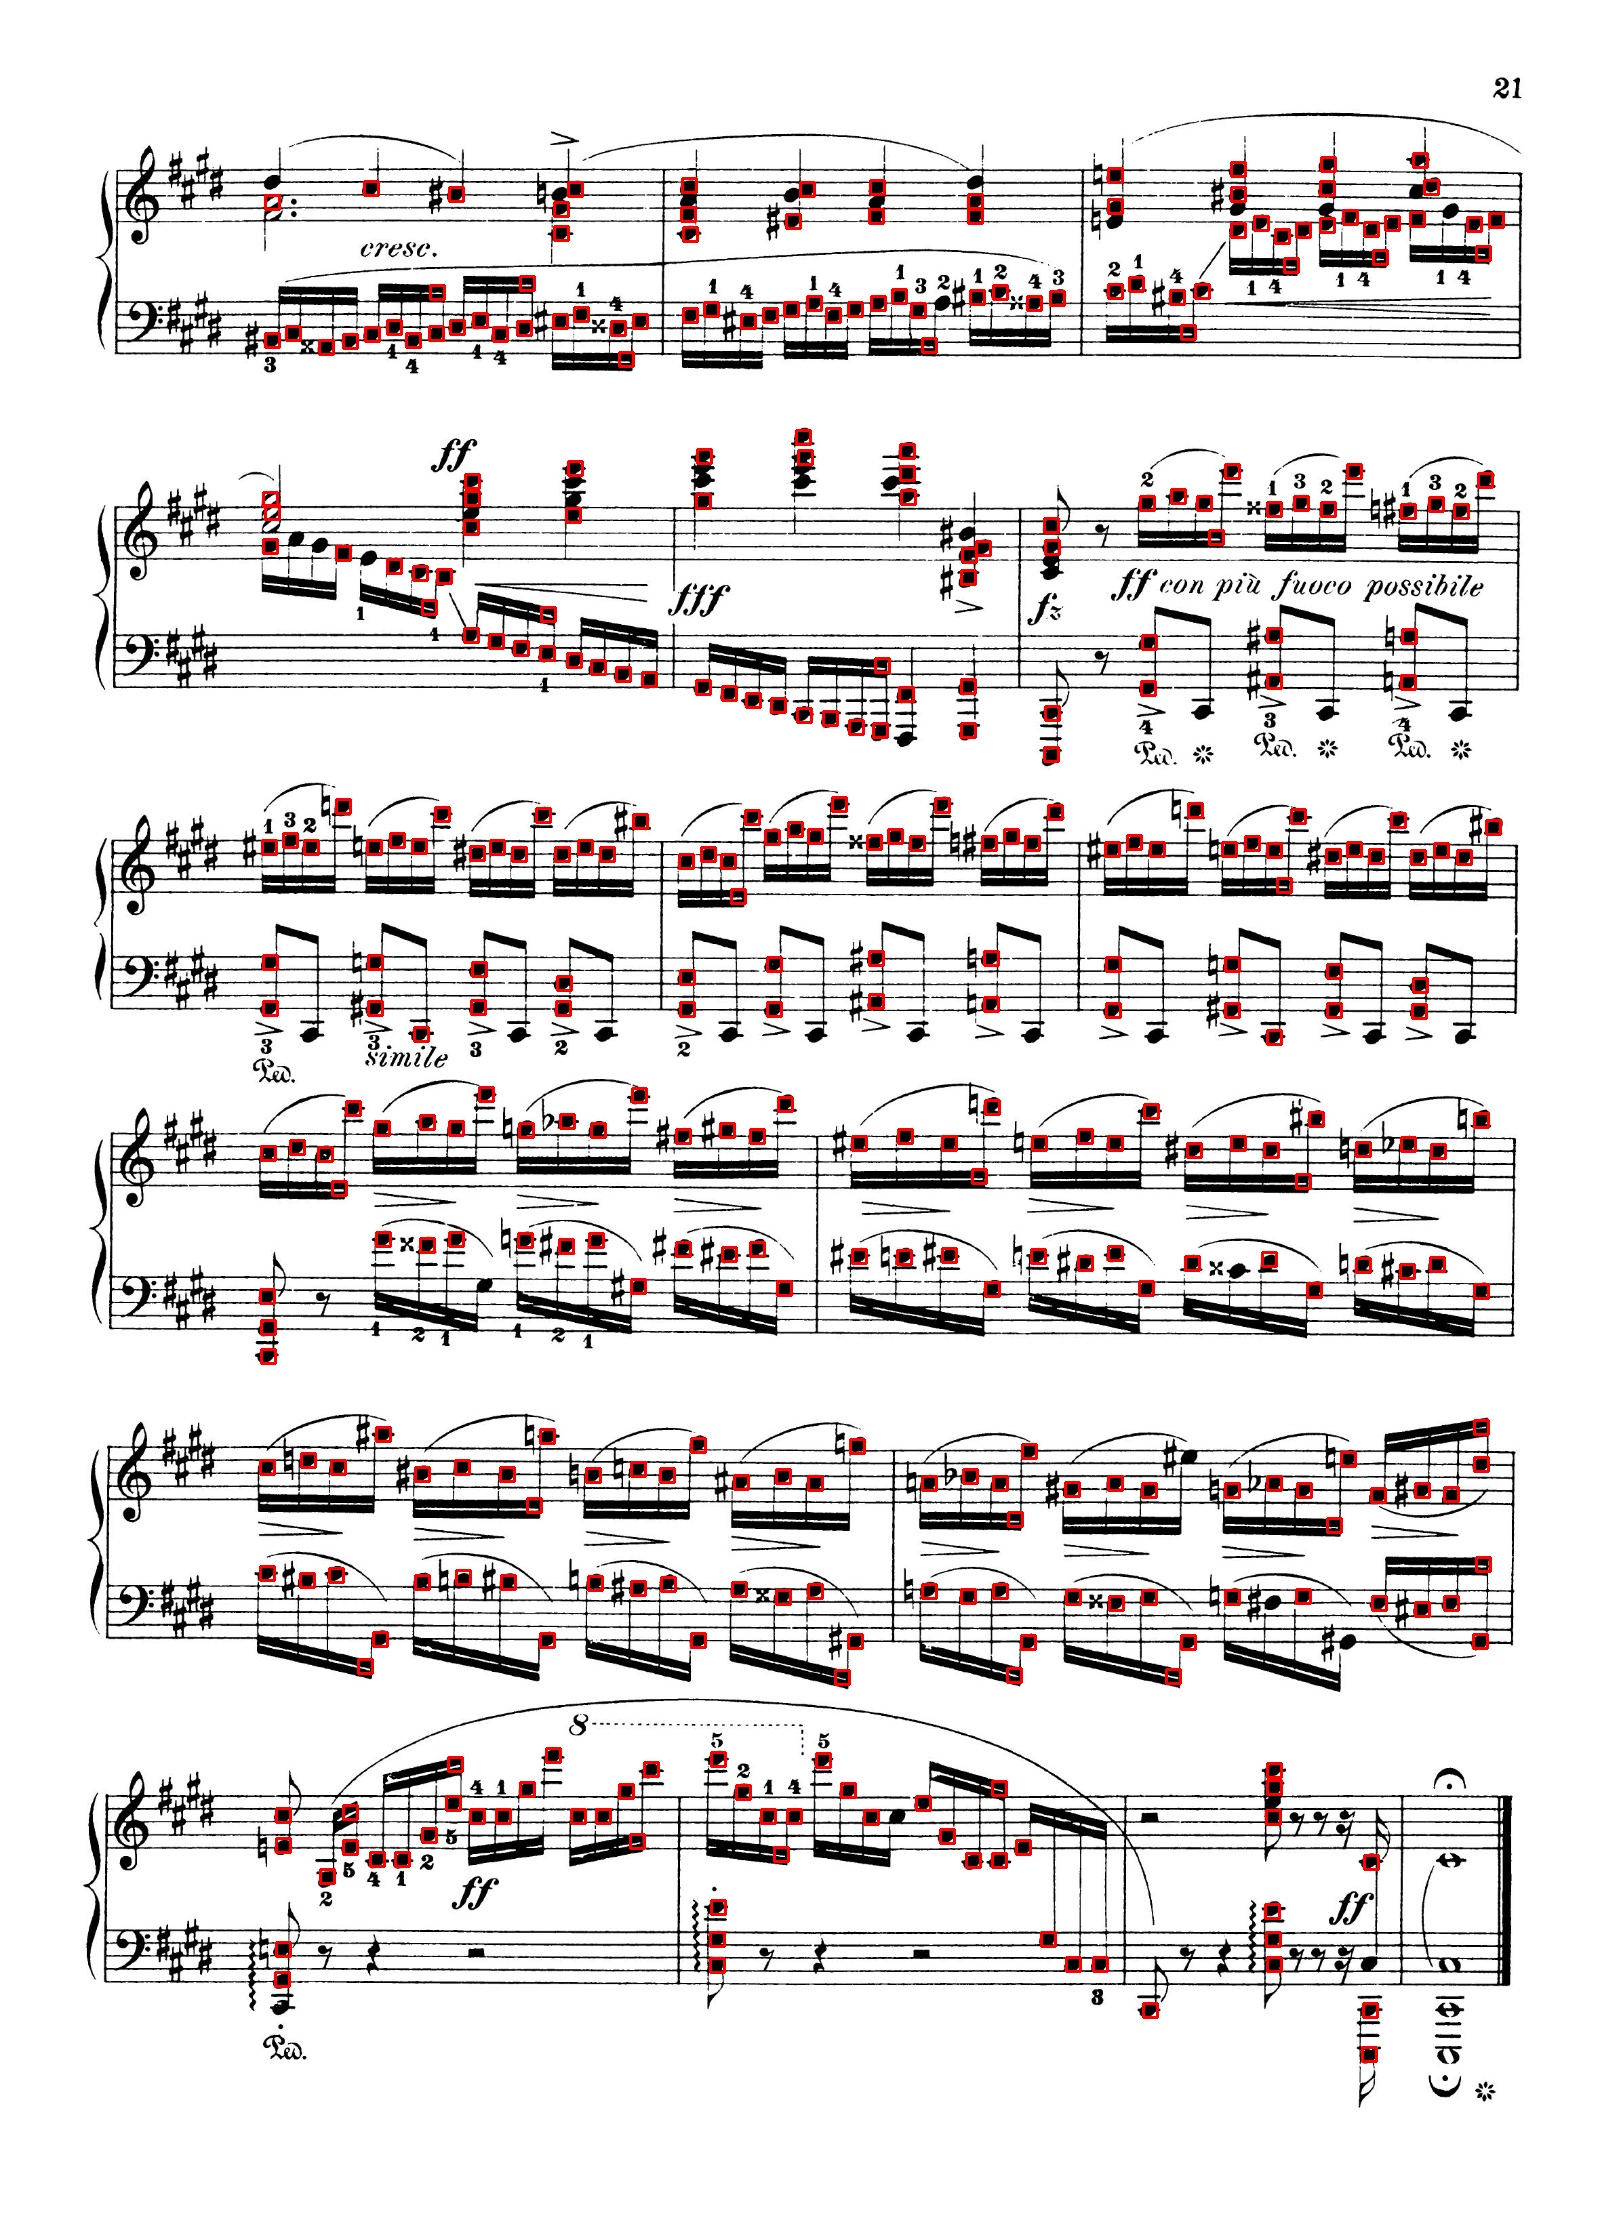 21
cresc.
3 1 4 1 4 1 4 1 4 1 4 1 3 2 1 2 4 3 2 1 4 1 4 1 4 1 4
ff
2 1 3 2 1 3 2
fff fz ff con più fuoco possibile
1 1 1
4 3 4
Ped. Ped. Ped.
1 3 2
3 3 3 2 2
simile
Ped.
1 2 1 1 2 1
8
5 2 1 4 5
4 1
2 5 4 1 2 5
ff ff
3
Ped.